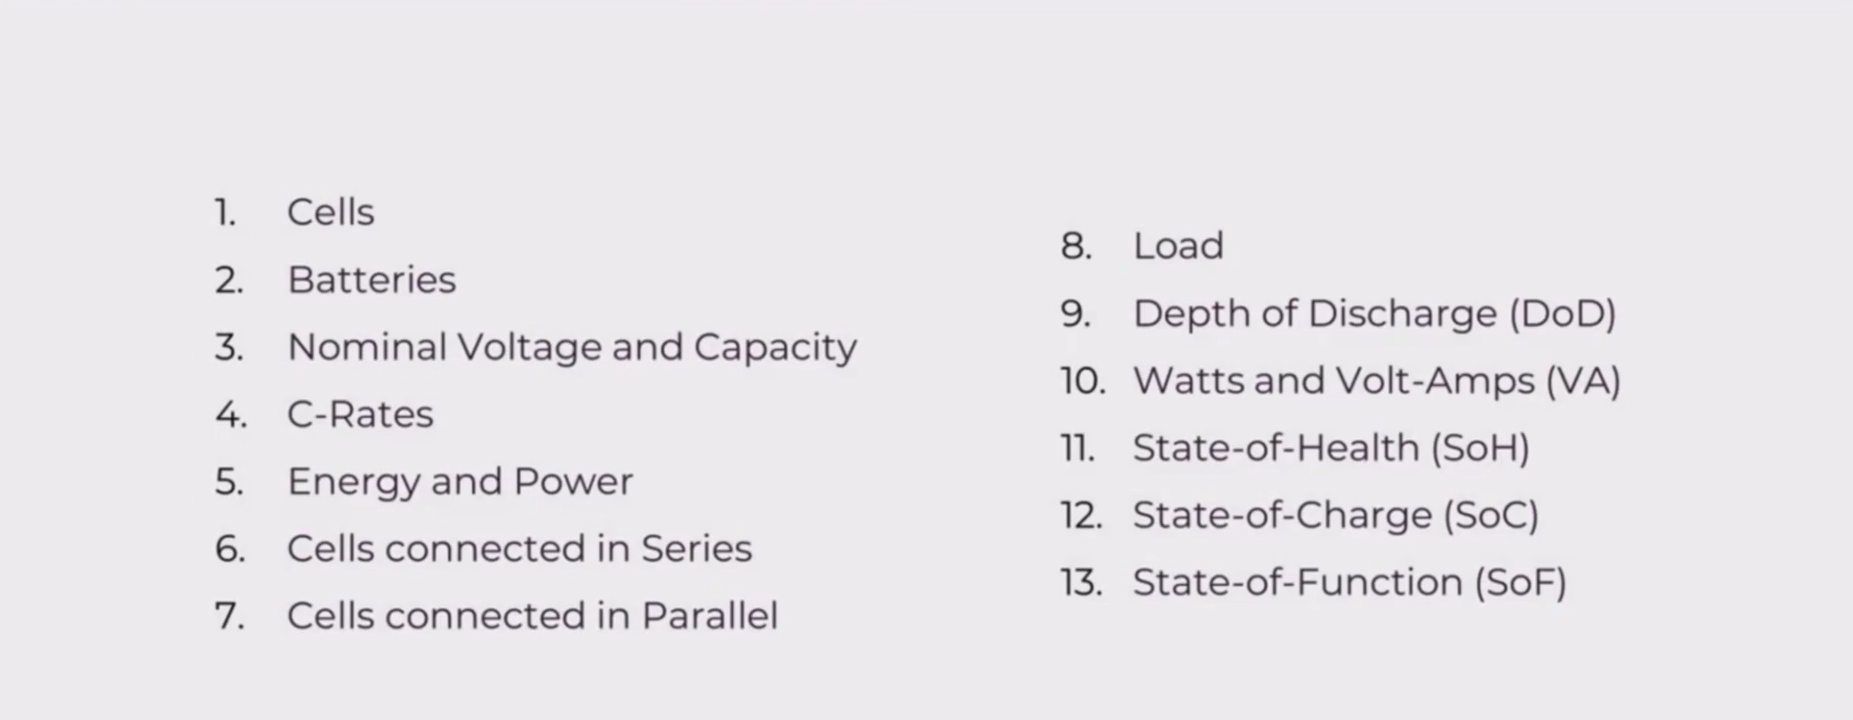 1. Cells
2. Batteries
3. Nominal Voltage and Capacity
4. C-Rates
5. Energy and Power
6. Cells connected in Series
7. Cells connected in Parallel
8. Load
9. Depth of Discharge (DoD)
10. Watts and Volt-Amps (VA)
11. State-of-Health (SoH)
12. State-of-Charge (SoC)
13. State-of-Function (SoF)